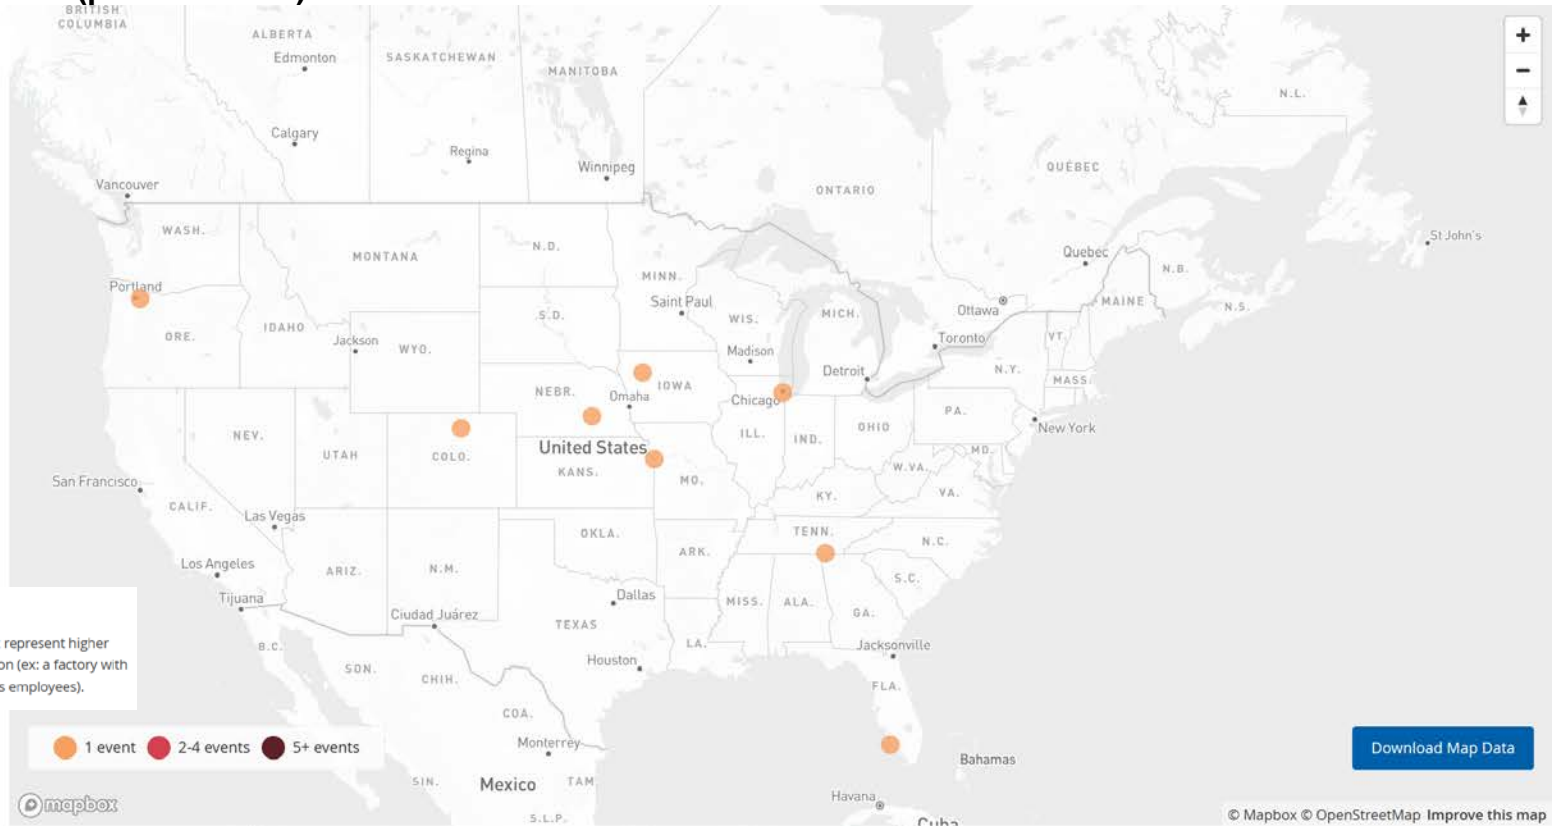 BRITISH
COLUMBIA
ALBERTA
Edmonton
SASKATCHEWAN
MANITOBA
N.L.
Calgary
Regina
Winnipeg
ONTARIO
QUÉBEC
Vancouver
WASH.
MONTANA
N.D.
MINN.
Quebec
N.B.
St John's
Portland
ORE.
IDAHO
Jackson
WYO.
S.D.
Saint Paul
WIS.
MICH.
Ottawa
Toronto
MAINE
N.S.
VT.
Madison
Detroit
N.Y.
MASS.
NEBR.
Omaha
IOWA
Chicago
PA.
New York
NEV.
UTAH
COLO.
United States
KANS.
MO.
ILL.
IND.
OHIO
MD.
W.VA.
VA.
KY.
San Francisco
CALIF.
Las Vegas
OKLA.
TENN.
N.C.
ARK.
Los Angeles
ARIZ.
N.M.
S.C.
Tijuana
Ciudad Juárez
Dallas
MISS.
ALA.
GA.
TEXAS
LA.
Jacksonville
B.C.
SON.
CHIH.
Houston
FLA.
represent higher
on (ex: a factory with
s employees).
COA.
Monterrey
1 event 2-4 events 5+ events
Bahamas
Download Map Data
SIN.
Mexico
TAM
Havana
Cuba
S.L.P.
mapbox
© Mapbox © OpenStreetMap Improve this map